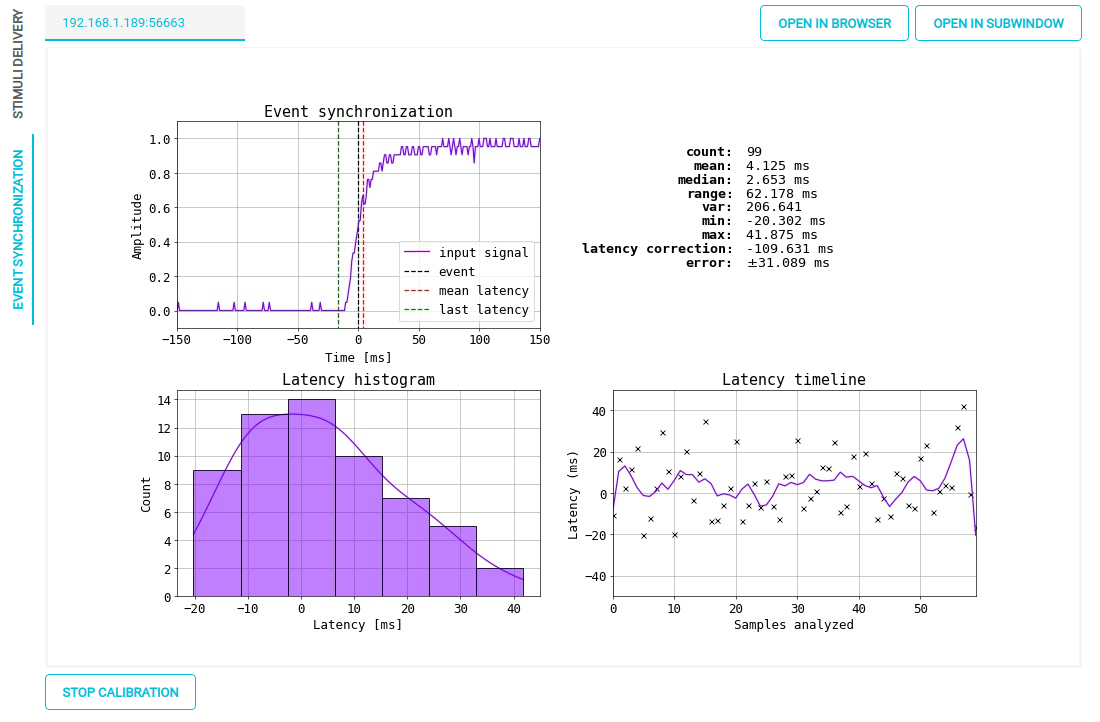 STIMULI DELIVERY
EVENT SYNCHRONIZATION
192.168.1.189:56663
OPEN IN BROWSER
OPEN IN SUBWINDOW
Event synchronization
Amplitude
1.0
0.8
0.6
0.4
0.2
0.0
input signal
event
mean latency
last latency
−150 −100 −50 0 50 100 150
Time [ms]
count: 99
mean: 4.125 ms
median: 2.653 ms
range: 62.178 ms
var: 206.641
min: -20.302 ms
max: 41.875 ms
latency correction: -109.631 ms
error: ±31.089 ms
Latency histogram
Count
14
12
10
8
6
4
2
0
−20 −10 0 10 20 30 40
Latency [ms]
Latency timeline
Latency (ms)
40
20
0
−20
−40
0 10 20 30 40 50
Samples analyzed
STOP CALIBRATION